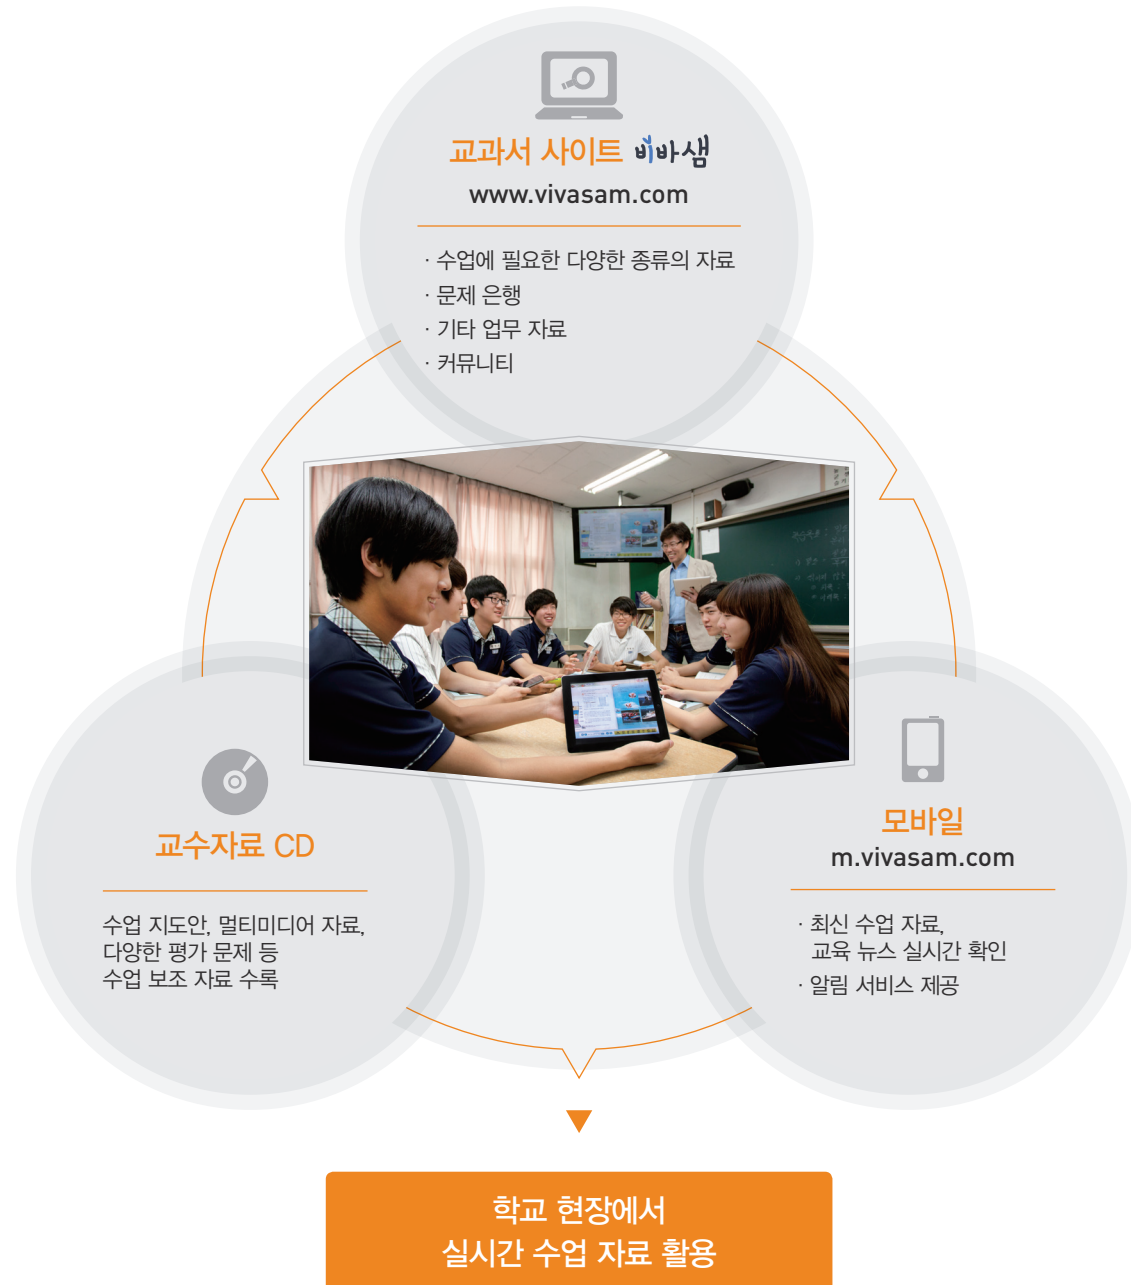 교과서 사이트 비바샘
www.vivasam.com
· 수업에 필요한 다양한 종류의 자료
· 문제 은행
· 기타 업무 자료
· 커뮤니티
교수자료 CD
수업 지도안, 멀티미디어 자료,
다양한 평가 문제 등
수업 보조 자료 수록
모바일
m.vivasam.com
· 최신 수업 자료,
교육 뉴스 실시간 확인
· 알림 서비스 제공
학교 현장에서
실시간 수업 자료 활용